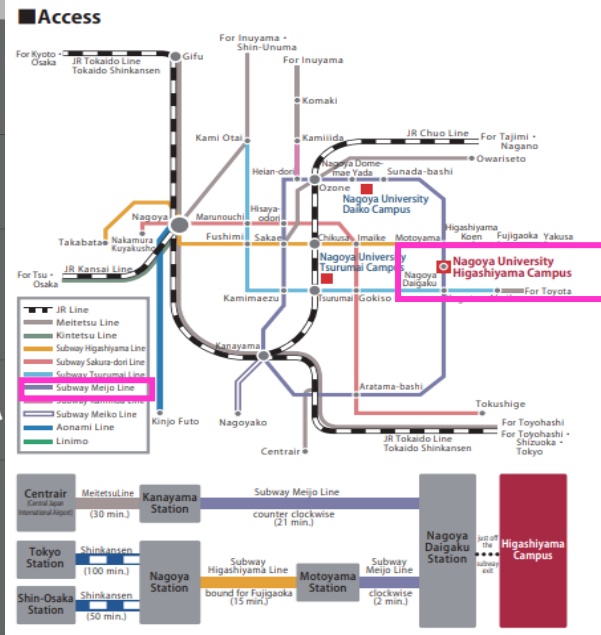 ■Access
For Inuyama・
Shin-Unuma
For Kyoto・
Osaka
JR Tokaido Line
Tokaido Shinkansen
Gifu
For Inuyama
Komaki
Kami Otai
Kamiiida
JR Chuo Line
For Tajimi・
Nagano
Owariseto
Heian-dori
Nagoya Dome-
mae Yada
Sunada-bashi
Ozone
Nagoya University
Daiko Campus
Nagoya
Marunouchi
Hisaya-
odori
Takabata
Nakamura
Kuyakusho
Fushimi
Sakae
Chikusa
Imaike
Motoyama
Higashiyama
Koen
Fujigaoka
Yakusa
Nagoya University
Tsurumai Campus
Nagoya
Daigaku
Nagoya University
Higashiyama Campus
For Tsu・
Osaka
JR Kansai Line
Kamimaezu
Tsurumai
Gokiso
For Toyota
JR Line
Meitetsu Line
Kintetsu Line
Subway Higashiyama Line
Subway Sakura-dori Line
Subway Tsurumai Line
Subway Meijo Line
Subway Meiko Line
Aonami Line
Linimo
Kanayama
Aratama-bashi
Kinjo Futo
Nagoyako
Tokushige
Centrair
JR Tokaido Line
Tokaido Shinkansen
For Toyohashi
For Toyohashi・
Shizuoka・
Tokyo
Centrair
(Central Japan
International Airport)
MeitetsuLine
(30 min.)
Kanayama
Station
Subway Meijo Line
counter clockwise
(21 min.)
Tokyo
Station
Shinkansen
(100 min.)
Shin-Osaka
Station
Shinkansen
(50 min.)
Nagoya
Station
Subway
Higashiyama Line
bound for Fujigaoka
(15 min.)
Motoyama
Station
Subway
Meijo Line
clockwise
(2 min.)
Nagoya
Daigaku
Station
just off
the
subway
exit
Higashiyama
Campus